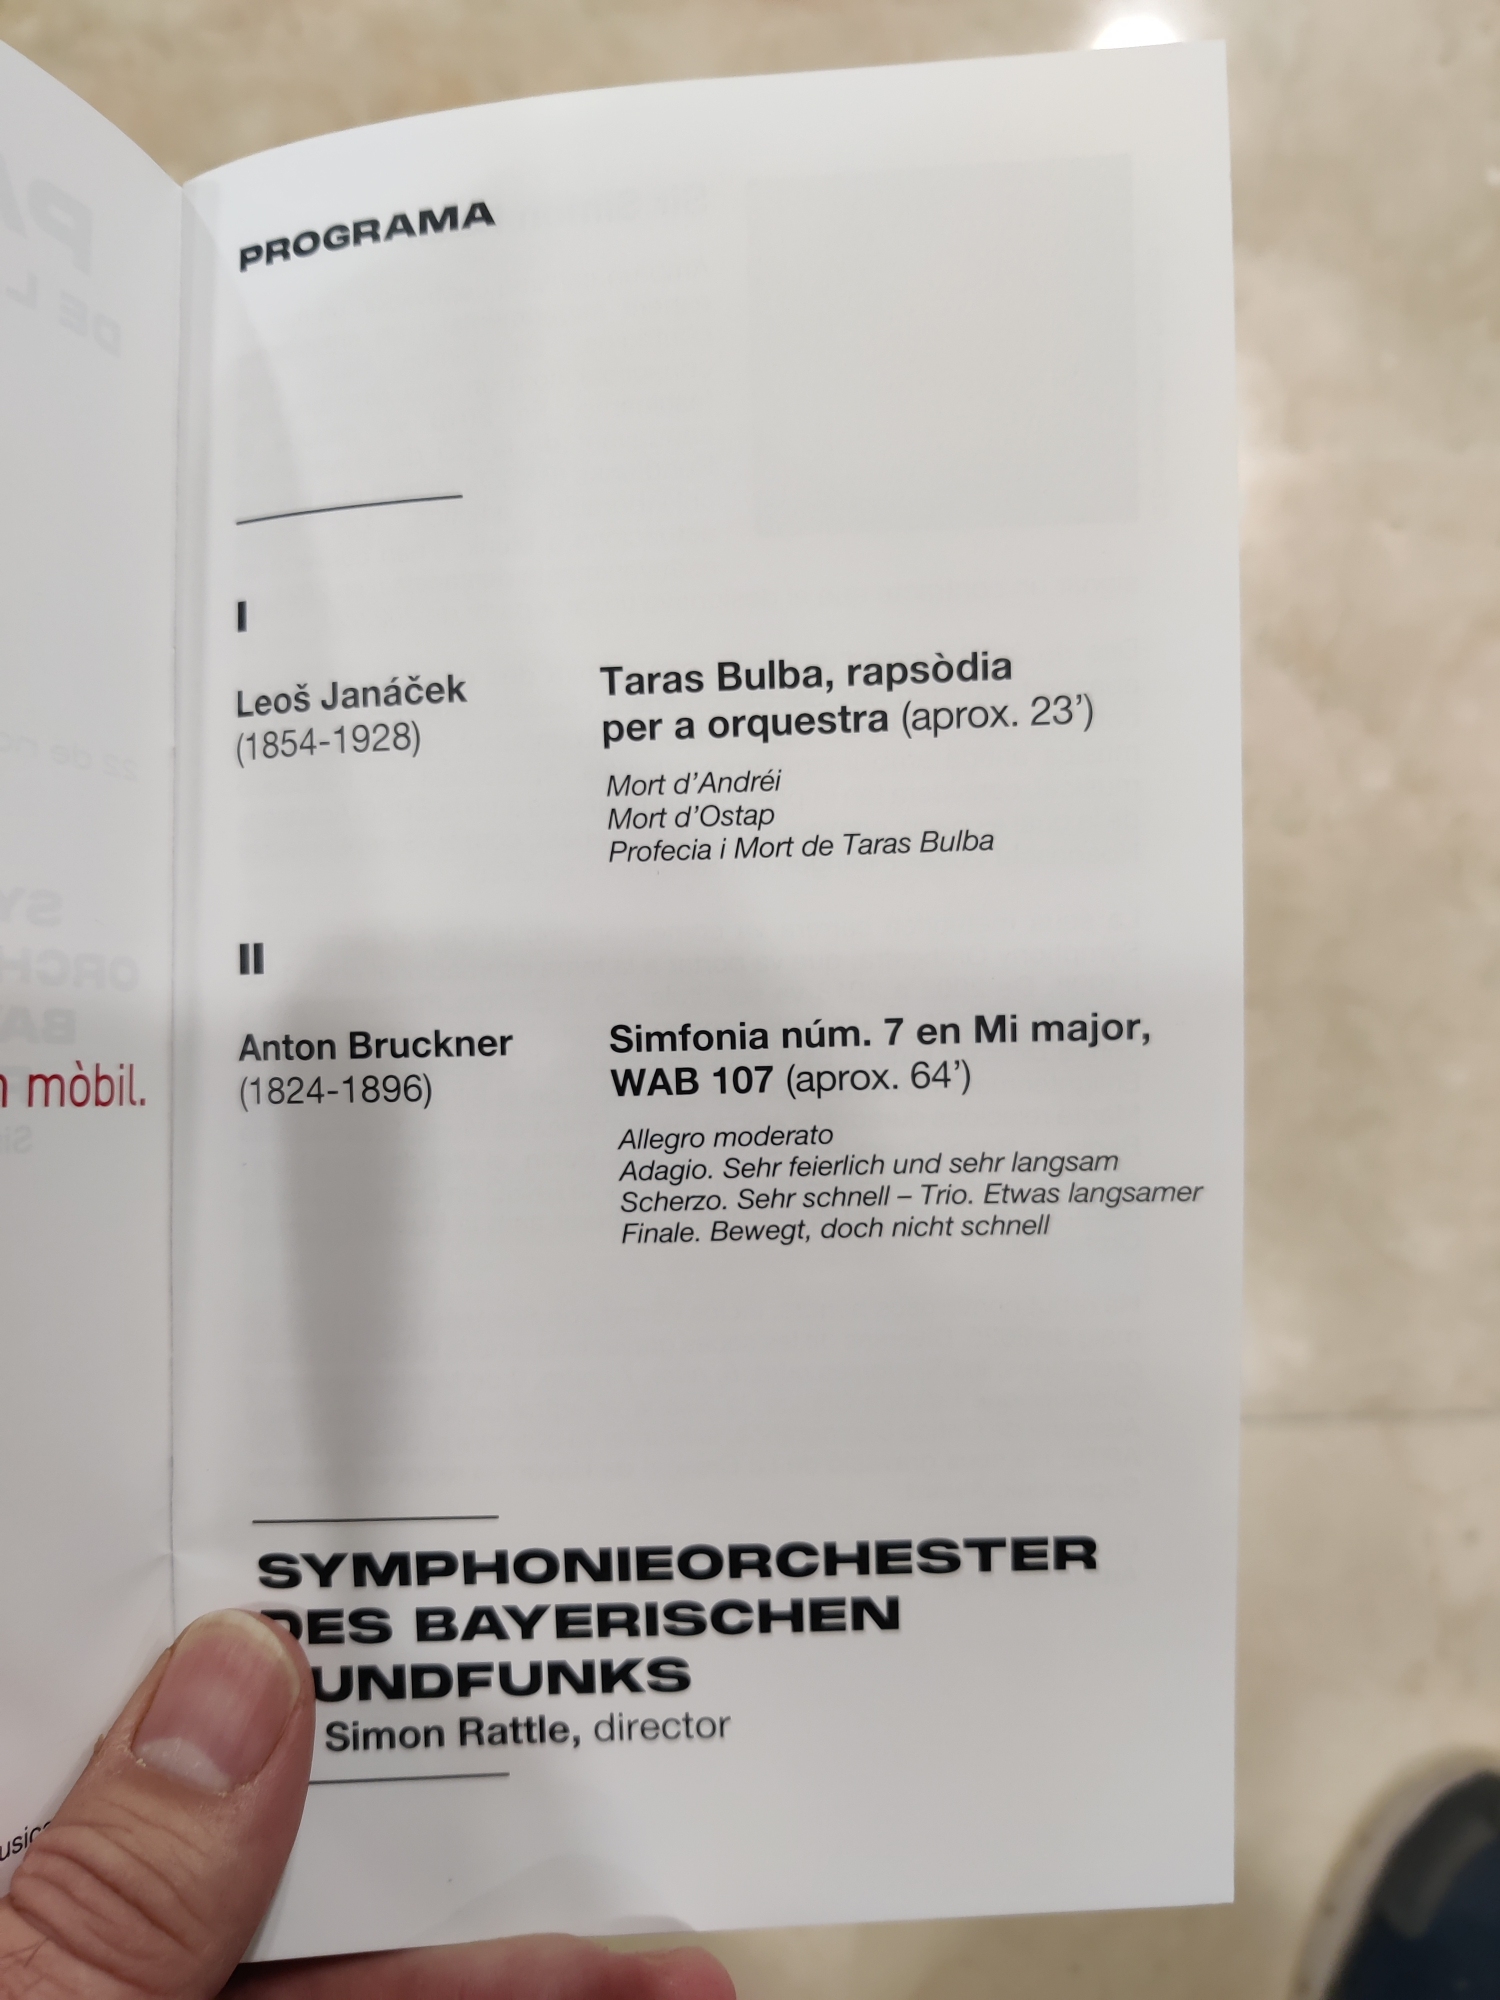 PROGRAMA
I
Leoš Janáček
(1854-1928)
Taras Bulba, rapsòdia
per a orquestra (aprox. 23’)
Mort d’Andréi
Mort d’Ostap
Profecia i Mort de Taras Bulba
II
Anton Bruckner
(1824-1896)
Simfonia núm. 7 en Mi major,
WAB 107 (aprox. 64’)
Allegro moderato
Adagio. Sehr feierlich und sehr langsam
Scherzo. Sehr schnell – Trio. Etwas langsamer
Finale. Bewegt, doch nicht schnell
mòbil.
SYMPHONIEORCHESTER
DES BAYERISCHEN
UNDFUNKS
Simon Rattle, director